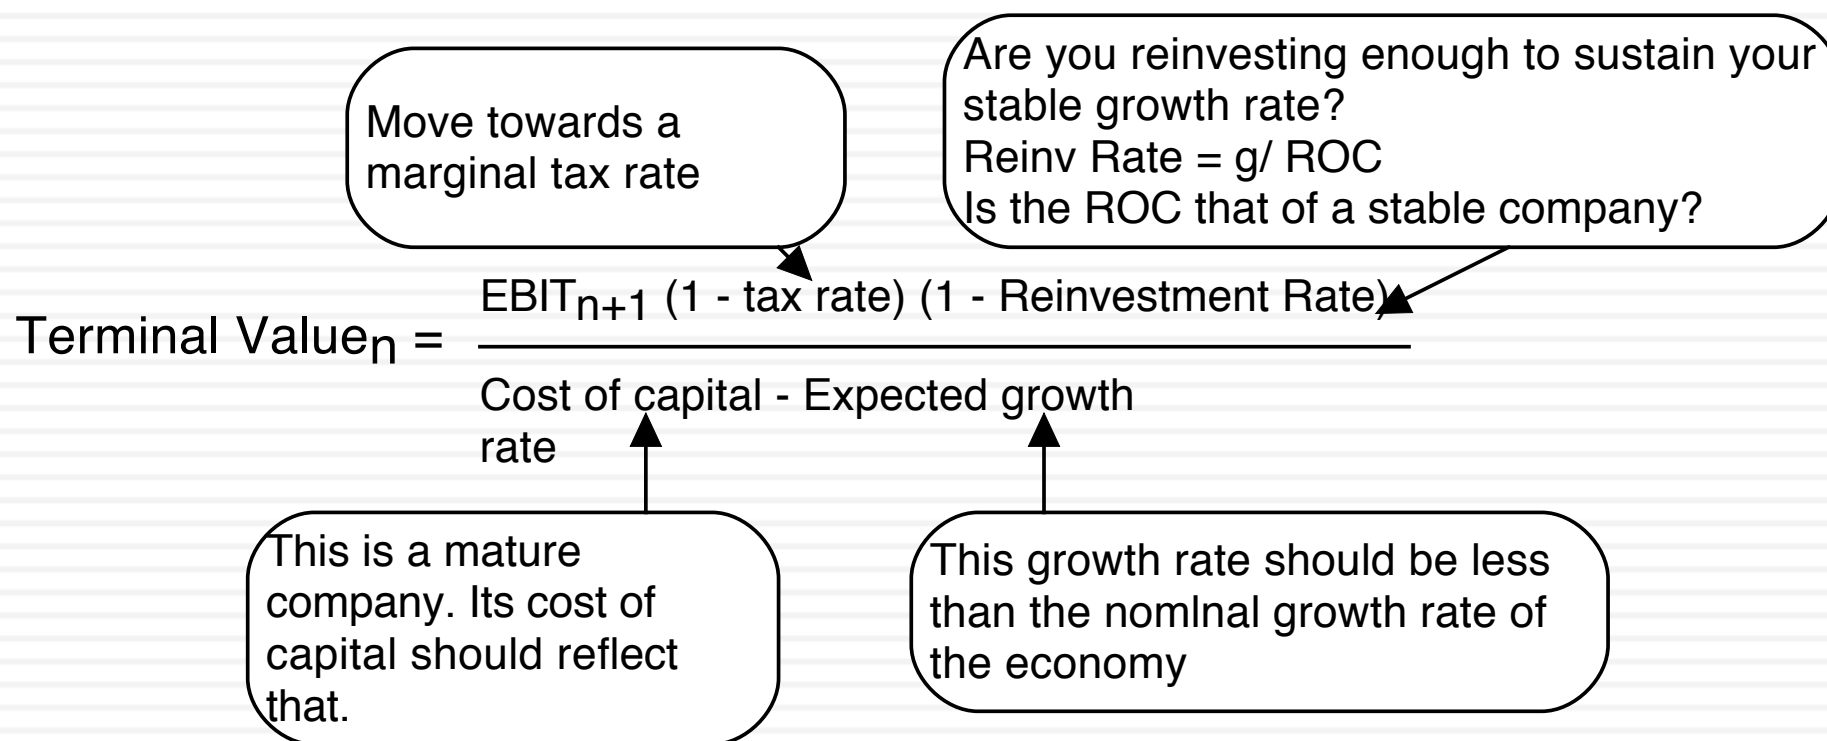 Move towards a
marginal tax rate
Are you reinvesting enough to sustain your
stable growth rate?
Reinv Rate = g/ ROC
Is the ROC that of a stable company?
Terminal Valuen =
EBITn+1 (1 - tax rate) (1 - Reinvestment Rate)
Cost of capital - Expected growth
rate
This is a mature
company. Its cost of
capital should reflect
that.
This growth rate should be less
than the nomInal growth rate of
the economy